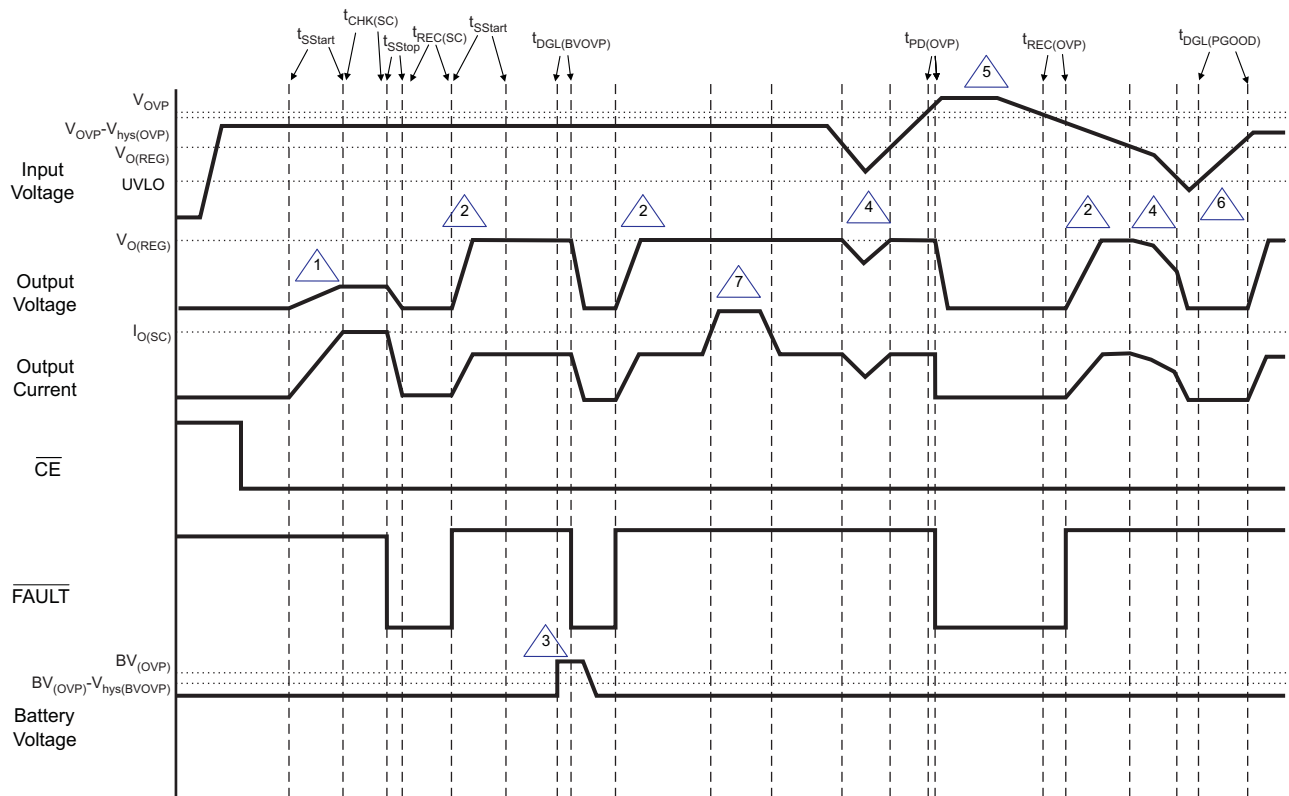 tSStart
tCHK(SC)
tSStop
tREC(SC)
tSStart
tDGL(BVOVP)
tPD(OVP)
tREC(OVP)
tDGL(PGOOD)
5
VOVP
VOVP-Vhys(OVP)
VO(REG)
Input
Voltage
UVLO
2
2
4
2
4
6
VO(REG)
1
Output
Voltage
7
IO(SC)
Output
Current
CE
FAULT
3
BV(OVP)
BV(OVP)-Vhys(BVOVP)
Battery
Voltage